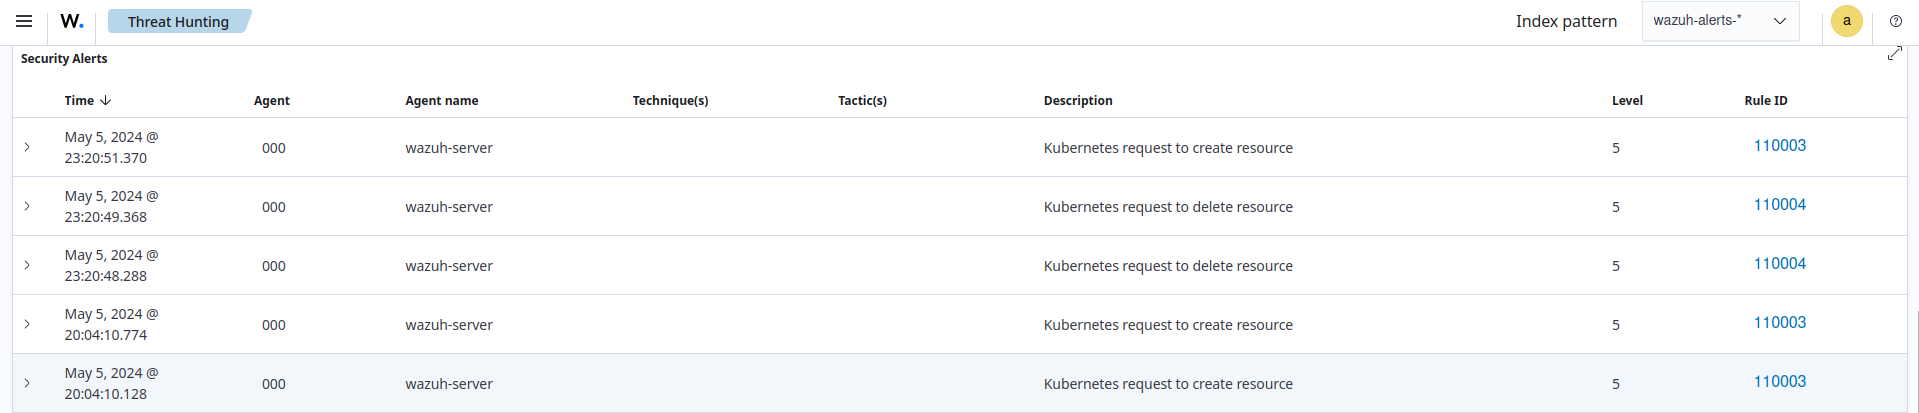 W. Threat Hunting Index pattern wazuh-alerts-* a
Security Alerts
Time Agent Agent name Technique(s) Tactic(s) Description Level Rule ID
May 5, 2024 @
23:20:51.370 000 wazuh-server Kubernetes request to create resource 5 110003
May 5, 2024 @
23:20:49.368 000 wazuh-server Kubernetes request to delete resource 5 110004
May 5, 2024 @
23:20:48.288 000 wazuh-server Kubernetes request to delete resource 5 110004
May 5, 2024 @
20:04:10.774 000 wazuh-server Kubernetes request to create resource 5 110003
May 5, 2024 @
20:04:10.128 000 wazuh-server Kubernetes request to create resource 5 110003